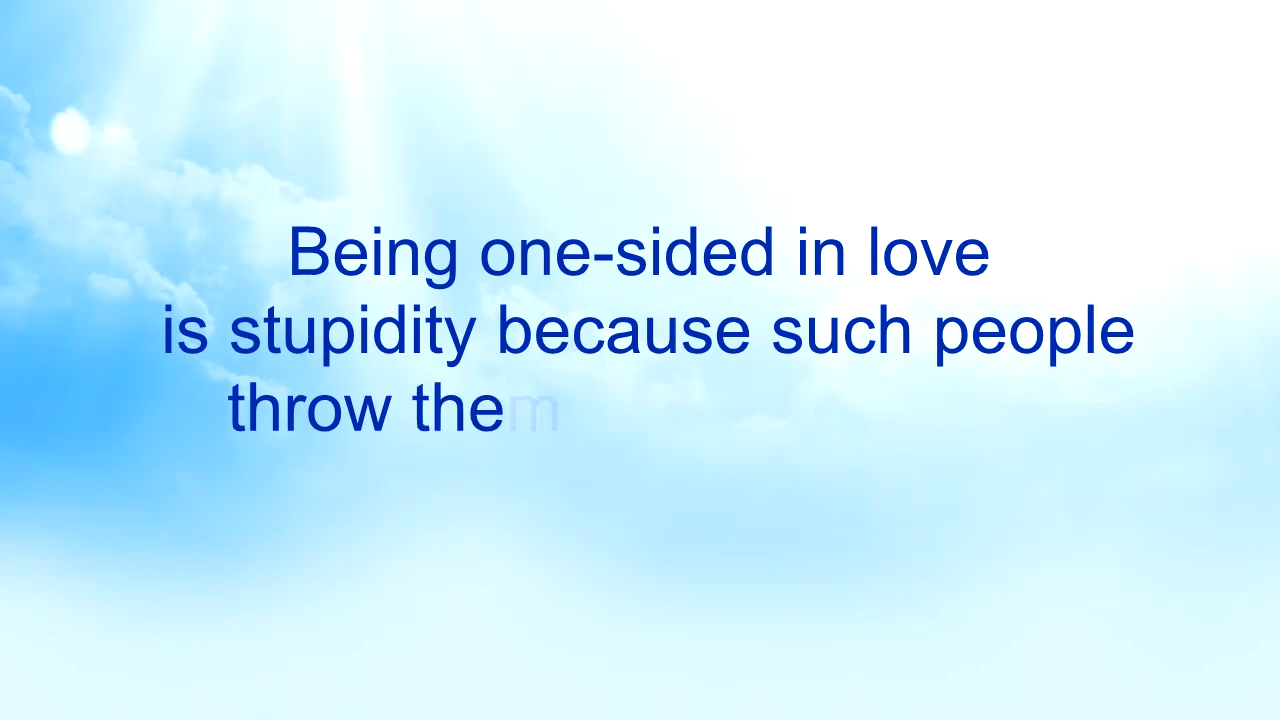 Being one-sided in love
is stupidity because such people
throw them